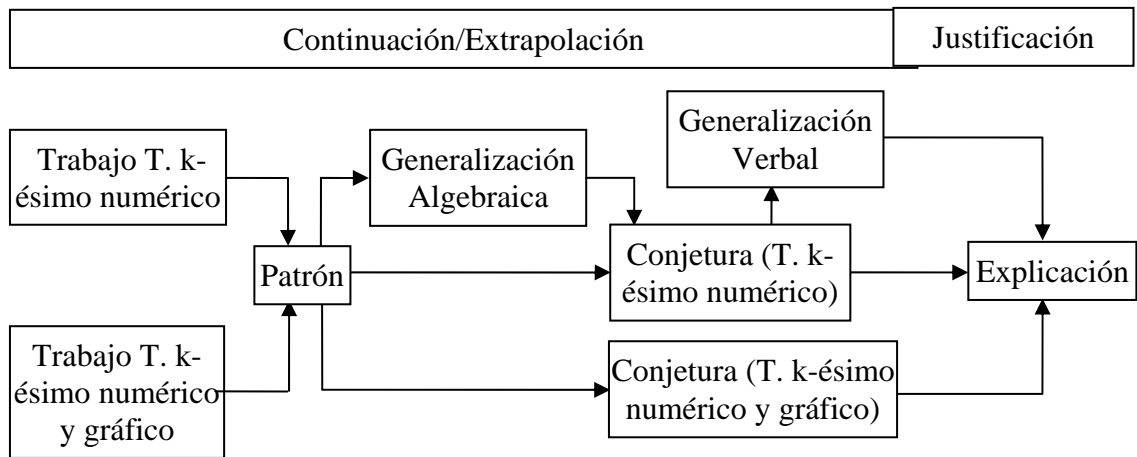 Continuación/Extrapolación
Justificación
Trabajo T. k-
ésimo numérico
Generalización
Algebraica
Generalización
Verbal
Patrón
Conjetura (T. k-
ésimo numérico)
Explicación
Trabajo T. k-
ésimo numérico
y gráfico
Conjetura (T. k-ésimo
numérico y gráfico)